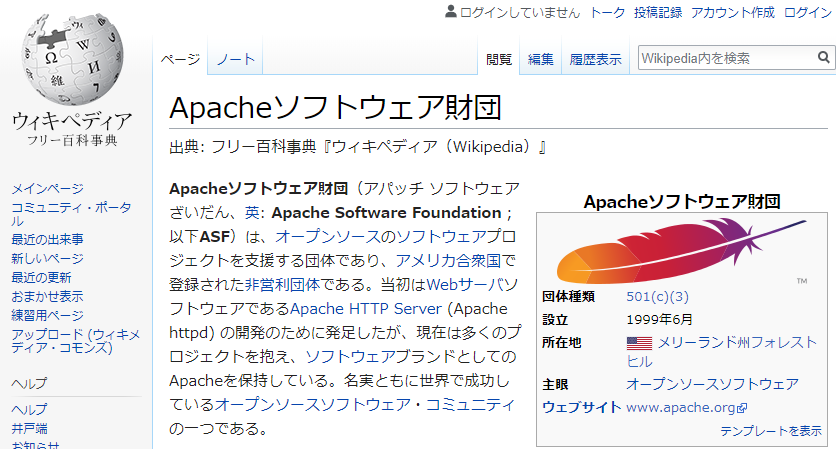 ログインしていません トーク 投稿記録 アカウント作成 ログイン
ページ ノート 閲覧 編集 履歴表示 Wikipedia内を検索
Ω W И 維
ウィキペディア
フリー百科事典
メインページ
コミュニティ・ポータ
ル
最近の出来事
新しいページ
最近の更新
おまかせ表示
練習用ページ
アップロード (ウィキメ
ディア・コモンズ)
ヘルプ
ヘルプ
井戸端
お知らせ
Apacheソフトウェア財団
出典: フリー百科事典『ウィキペディア（Wikipedia）』
Apacheソフトウェア財団（アパッチ ソフトウェア
ざいだん、英: Apache Software Foundation ;
以下ASF）は、オープンソースのソフトウェアプロ
ジェクトを支援する団体であり、アメリカ合衆国で
登録された非営利団体である。当初はWebサーバソ
フトウェアであるApache HTTP Server (Apache
httpd) の開発のために発足したが、現在は多くのプ
ロジェクトを抱え、ソフトウェアブランドとしての
Apacheを保持している。名実ともに世界で成功し
ているオープンソースソフトウェア・コミュニティ
の一つである。
Apacheソフトウェア財団
TM
団体種類 501(c)(3)
設立 1999年6月
所在地 メリーランド州フォレスト
ヒル
主眼 オープンソースソフトウェア
ウェブサイト www.apache.org
テンプレートを表示